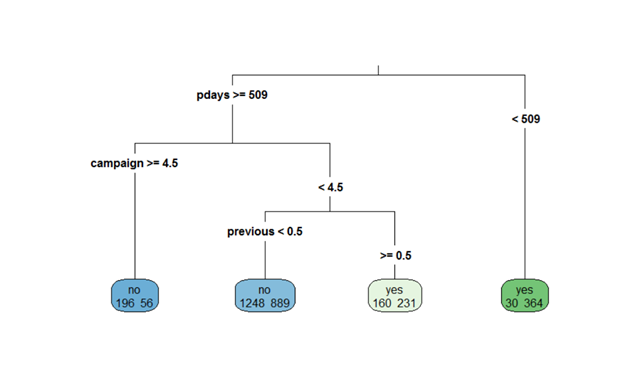 pdays >= 509
< 509
campaign >= 4.5
< 4.5
previous < 0.5
>= 0.5
no
196 56
no
1248 889
yes
160 231
yes
30 364